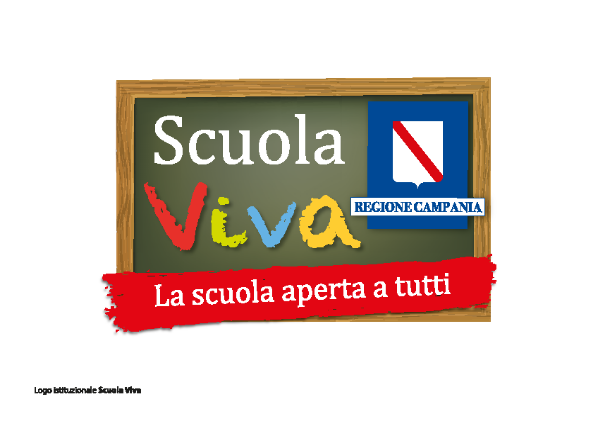 Scuola
Viva
REGIONE CAMPANIA
La scuola aperta a tutti
Logo istituzionale Scuola Viva